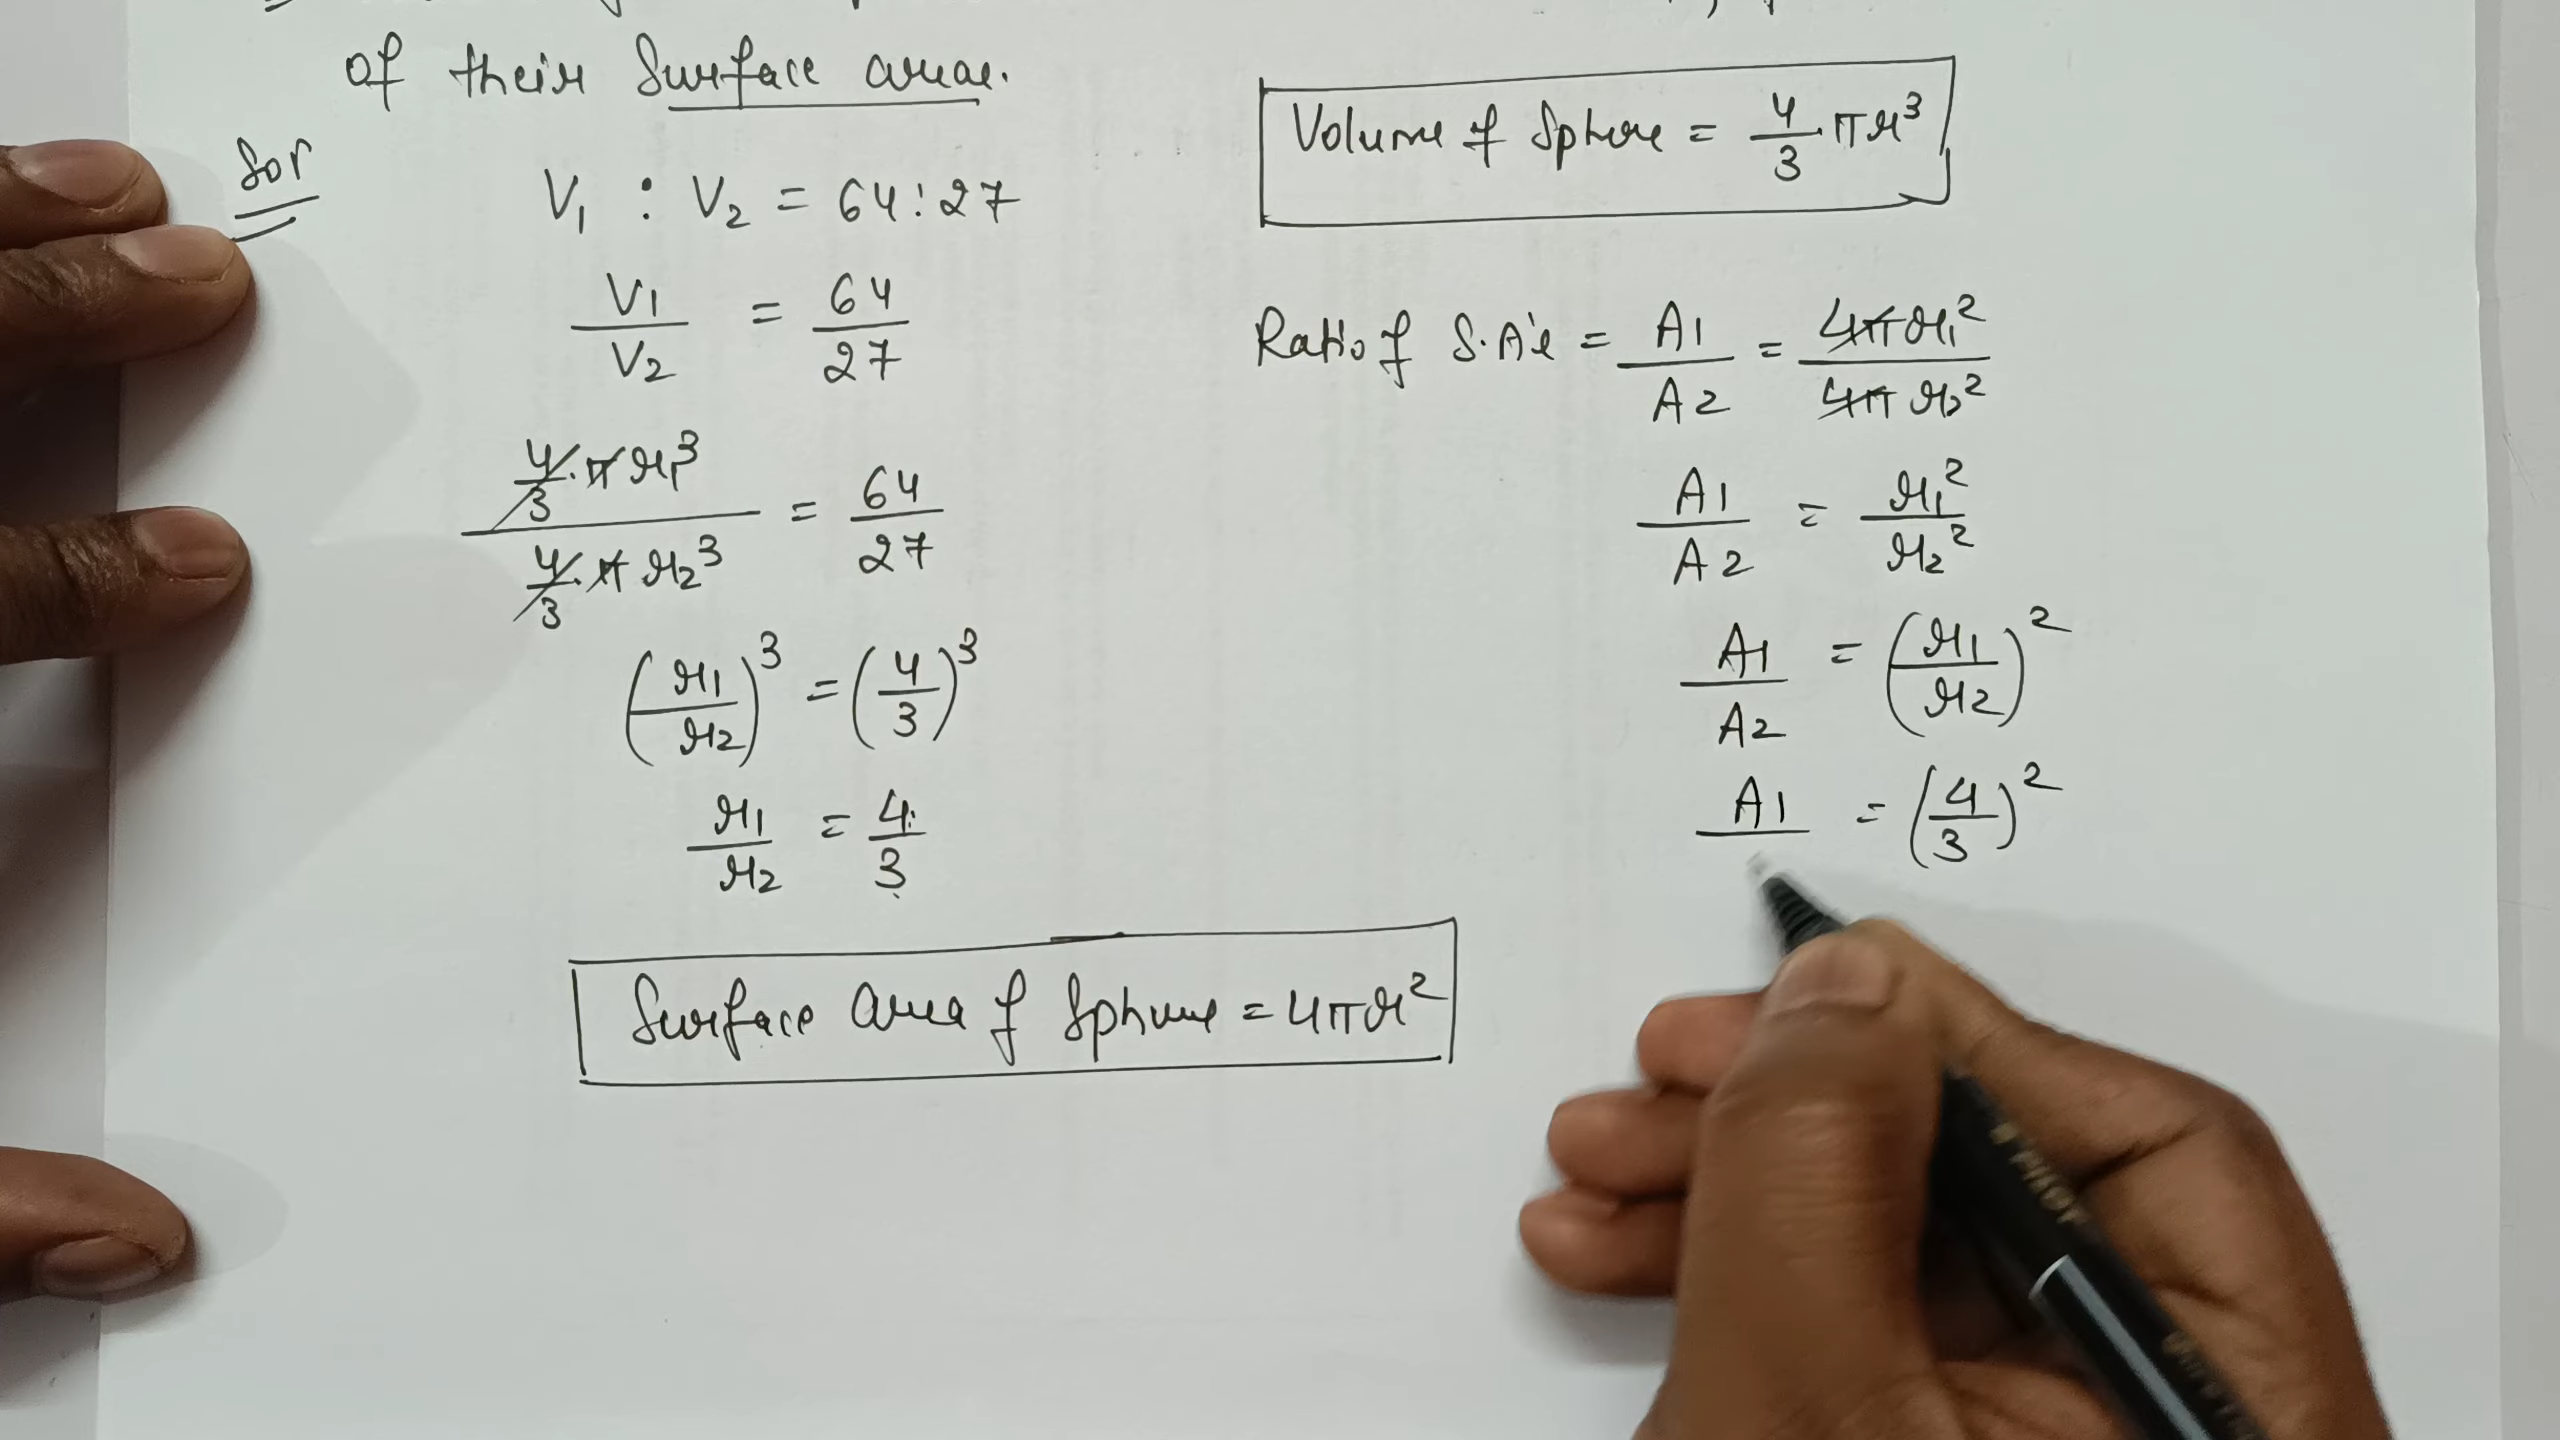 of their Surface areas.
Sol
V₁ : V₂ = 64:27
V1/V2 = 64/27
(4/3.πr₁³)/(4/3.πr₂³) = 64/27
(r1/r2)³ = (4/3)³
r1/r2 = 4/3
Surface area of Sphere = 4πr²
Volume of Sphere = 4/3.πr³
Ratio of S.A's = A1/A2 = 4πr₁²/4πr₂²
A1/A2 = r₁²/r₂²
A1/A2 = (r1/r2)²
A1 = (4/3)²
PILOT